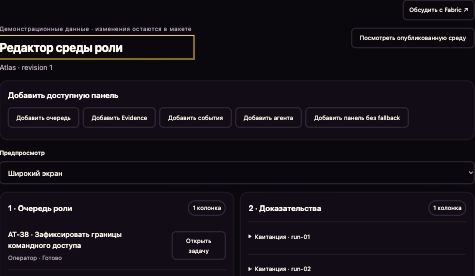 Обсудить с Fabric ↗
Демонстрационные данные · изменения остаются в макете
Редактор среды роли
Посмотреть опубликованную среду
Atlas · revision 1
Добавить доступную панель
Добавить очередь
Добавить Evidence
Добавить события
Добавить агента
Добавить панель без fallback
Предпросмотр
Широкий экран
1 · Очередь роли
1 колонка
2 · Доказательства
1 колонка
AT-38 · Зафиксировать границы
командного доступа
Оператор · Готово
Открыть
задачу
▸ Квитанция · run-01
▸ Квитанция · run-02